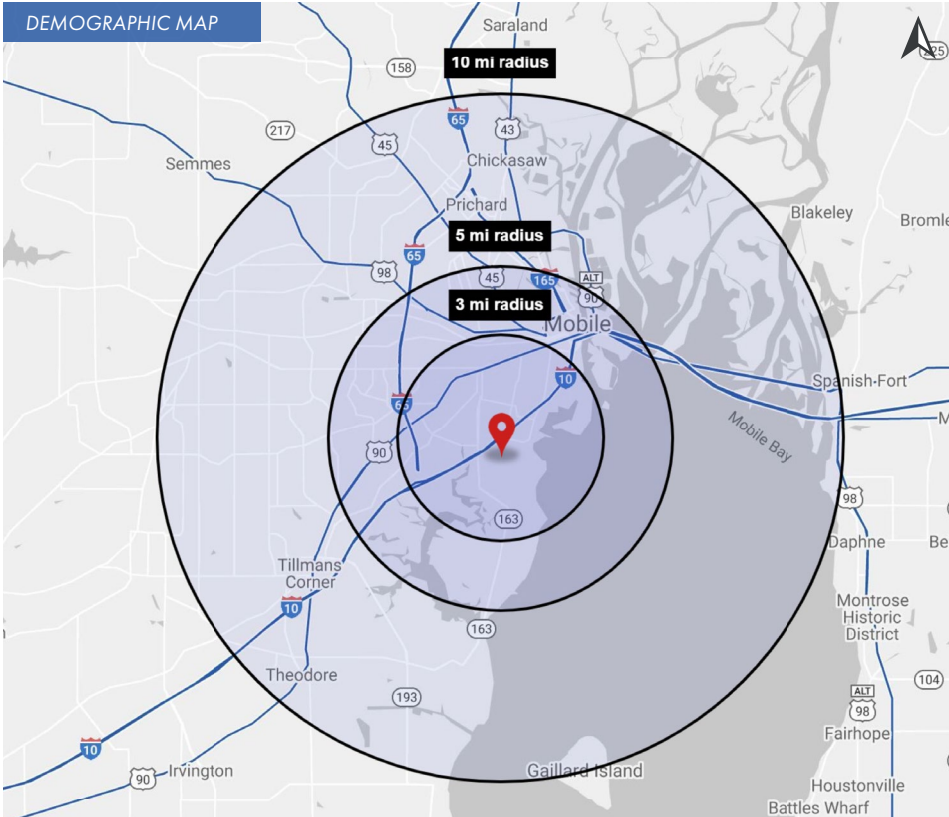 DEMOGRAPHIC MAP
Saraland
225
10 mi radius
158
65
43
217
45
Chickasaw
Semmes
Prichard
Blakeley
5 mi radius
65
98
45
165
ALT
90
3 mi radius
Mobile
10
Spanish Fort
65
Mobile Bay
90
98
163
Daphne
Tillmans
Corner
Montrose
Historic
District
10
163
Theodore
104
193
ALT
98
Fairhope
10
Irvington
90
Gaillard Island
Houstonville
Battles Wharf